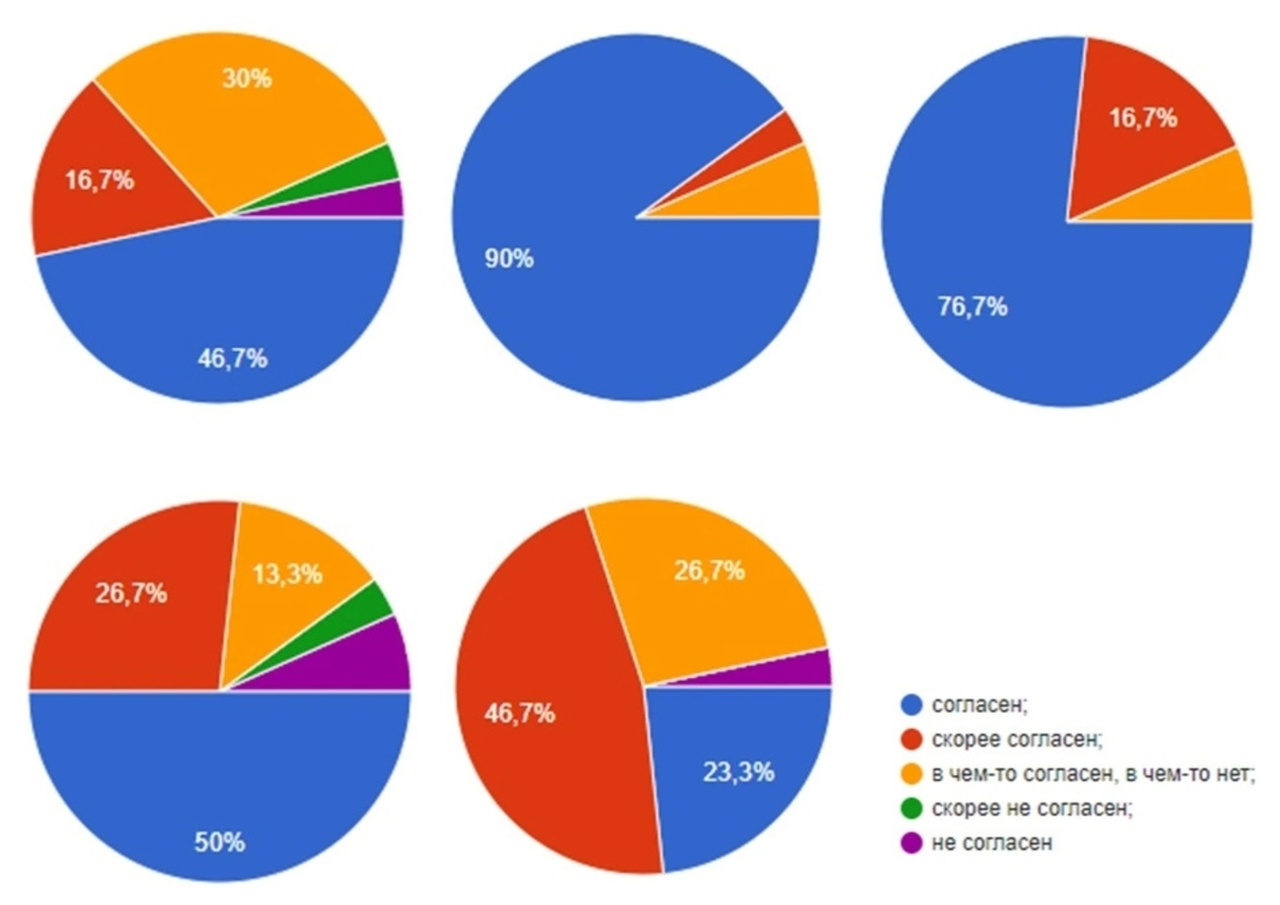 30%
16,7%
46,7%
90%
16,7%
76,7%
26,7%
13,3%
50%
26,7%
46,7%
23,3%
согласен;
скорее согласен;
в чем-то согласен, в чем-то нет;
скорее не согласен;
не согласен